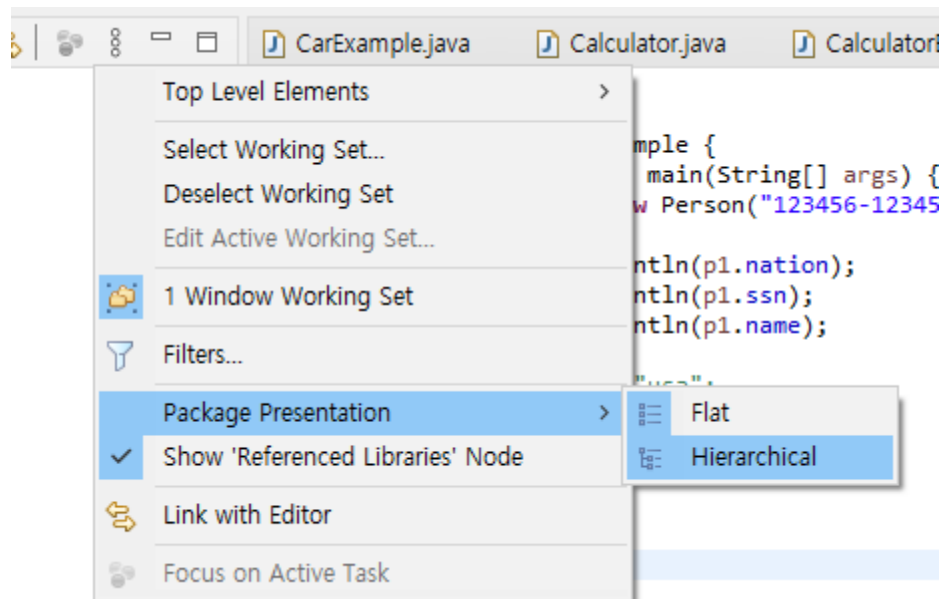 CarExample.java
Calculator.java
Top Level Elements
Select Working Set...
Deselect Working Set
Edit Active Working Set...
1 Window Working Set
Filters...
Package Presentation
Show 'Referenced Libraries' Node
Link with Editor
Focus on Active Task
Flat
Hierarchical
mple {
main(String[] args) {
w Person("123456-12345
ntln(p1.nation);
ntln(p1.ssn);
ntln(p1.name);